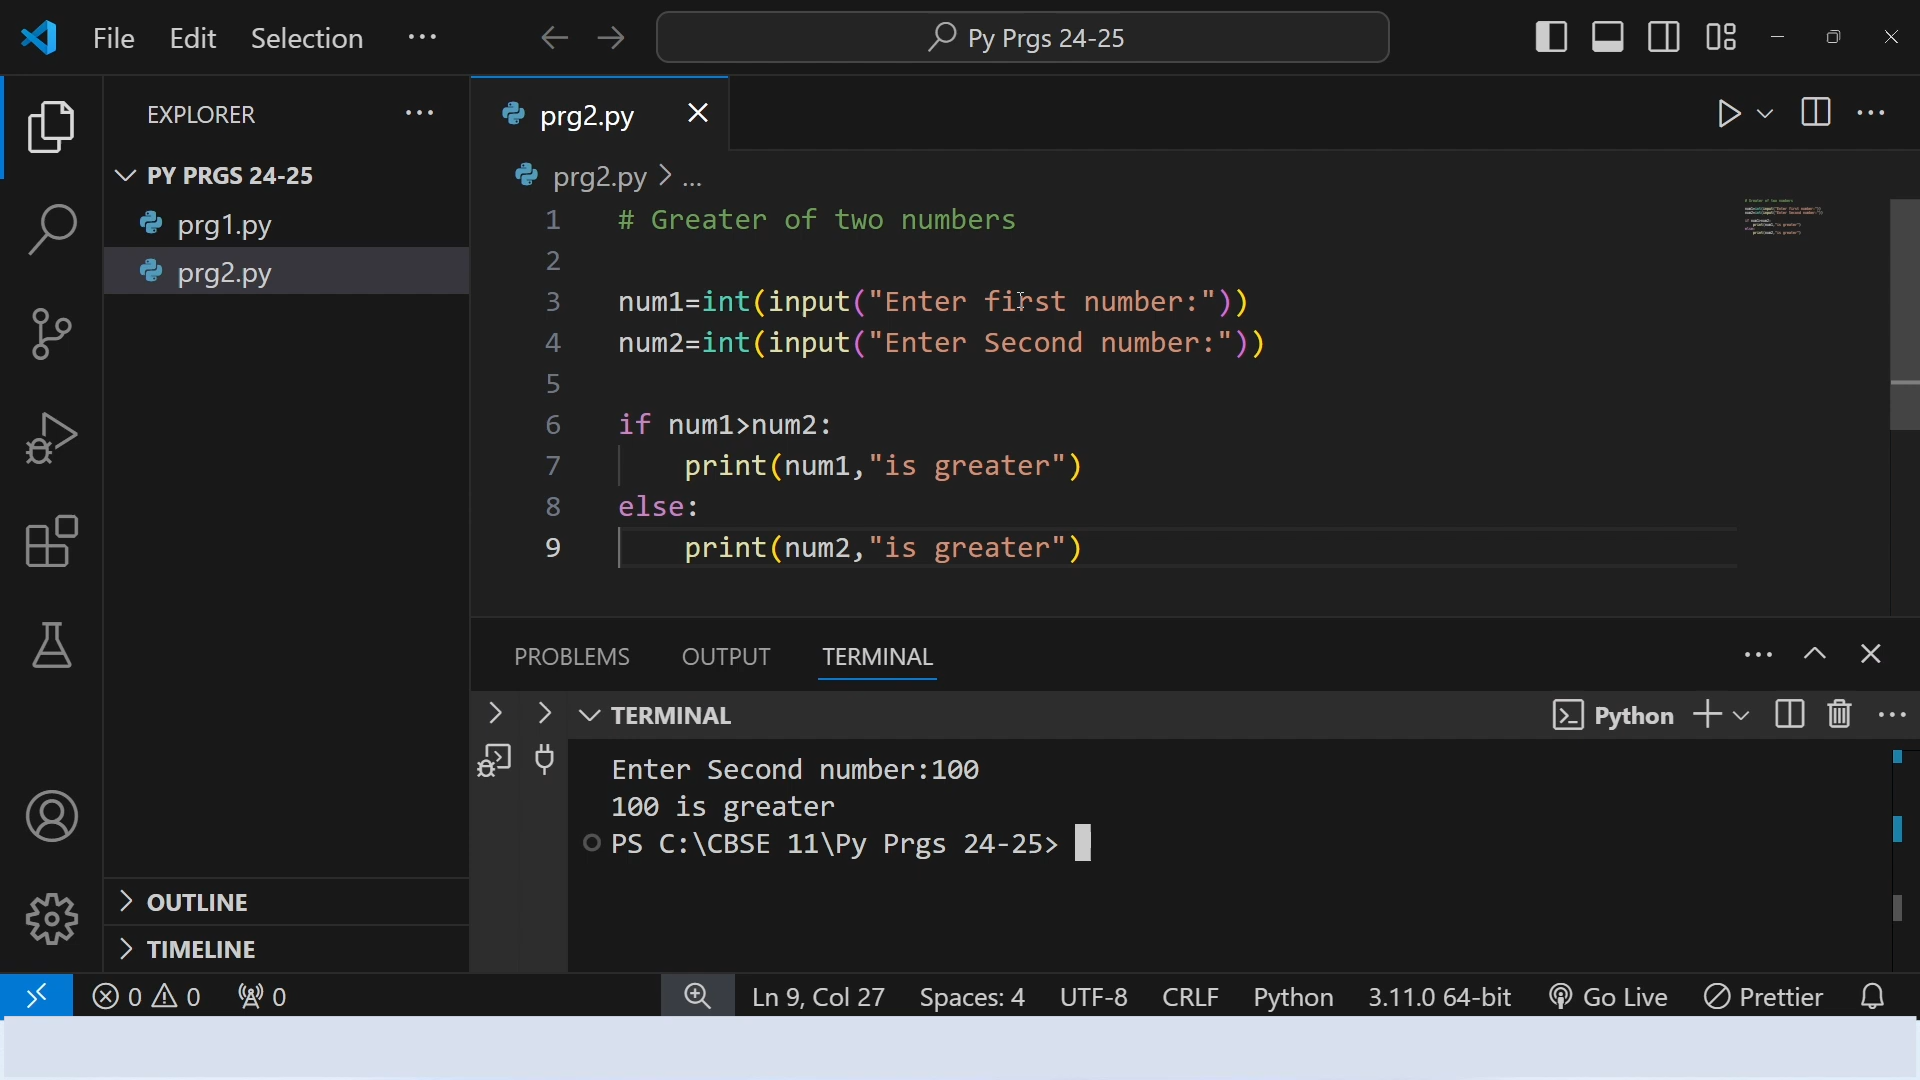 File Edit Selection ··· Py Prgs 24-25
EXPLORER ···
PY PRGS 24-25
prg1.py
prg2.py
OUTLINE
TIMELINE
prg2.py
prg2.py > ...
1 # Greater of two numbers
2
3 num1=int(input("Enter first number:"))
4 num2=int(input("Enter Second number:"))
5
6 if num1>num2:
7     print(num1,"is greater")
8 else:
9     print(num2,"is greater")
PROBLEMS OUTPUT TERMINAL
TERMINAL Python
Enter Second number:100
100 is greater
PS C:\CBSE 11\Py Prgs 24-25>
0 0 0 Ln 9, Col 27 Spaces: 4 UTF-8 CRLF Python 3.11.0 64-bit Go Live Prettier